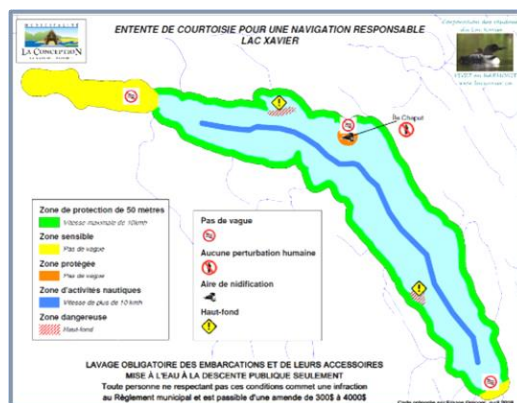 MUNICIPALITÉ
LA CONCEPTION
ENTENTE DE COURTOISIE POUR UNE NAVIGATION RESPONSABLE
LAC XAVIER
Île Chaput
Zone de protection de 50 mètres
Vitesse maximale de 10kmh
Zone sensible
Pas de vague
Zone protégée
Pas de vague
Zone d'activités nautiques
Vitesse de plus de 10 kmh
Zone dangereuse
Haut-fond
Pas de vague
Aucune perturbation humaine
Aire de nidification
Haut-fond
LAVAGE OBLIGATOIRE DES EMBARCATIONS ET DE LEURS ACCESSOIRES
MISE À L'EAU À LA DESCENTE PUBLIQUE SEULEMENT
Toute personne ne respectant pas ces conditions commet une infraction
au Règlement municipal et est passible d'une amende de 300$ à 4000$